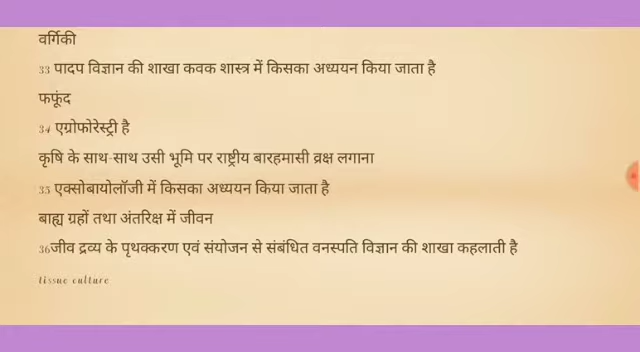 वर्गिकी
33 पादप विज्ञान की शाखा कवक शास्त्र में किसका अध्ययन किया जाता है
फफूंद
34 एग्रोफोरेस्ट्री है
कृषि के साथ-साथ उसी भूमि पर राष्ट्रीय बारहमासी व्रक्ष लगाना
35 एक्सोबायोलॉजी में किसका अध्ययन किया जाता है
बाह्य ग्रहों तथा अंतरिक्ष में जीवन
36जीव द्रव्य के पृथक्करण एवं संयोजन से संबंधित वनस्पति विज्ञान की शाखा कहलाती है
tissue culture